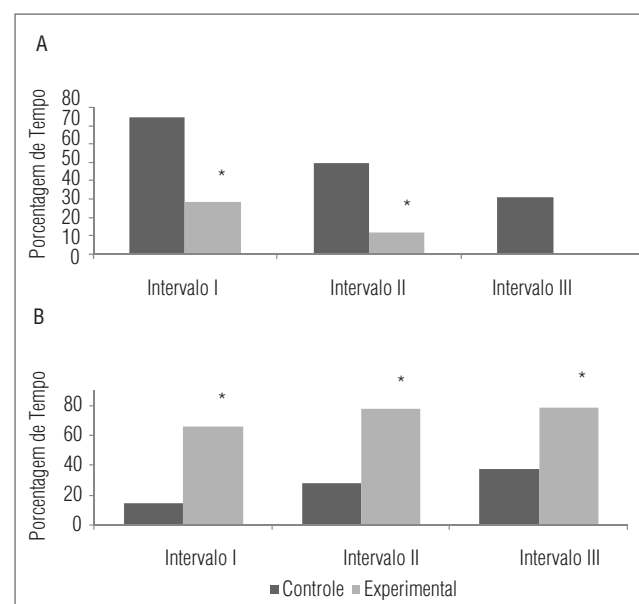 A
Porcentagem de Tempo
80
70
60
50
40
30
20
10
0
*
*
Intervalo I
Intervalo II
Intervalo III
B
Porcentagem de Tempo
80
60
40
20
0
*
*
*
Intervalo I
Intervalo II
Intervalo III
Controle
Experimental